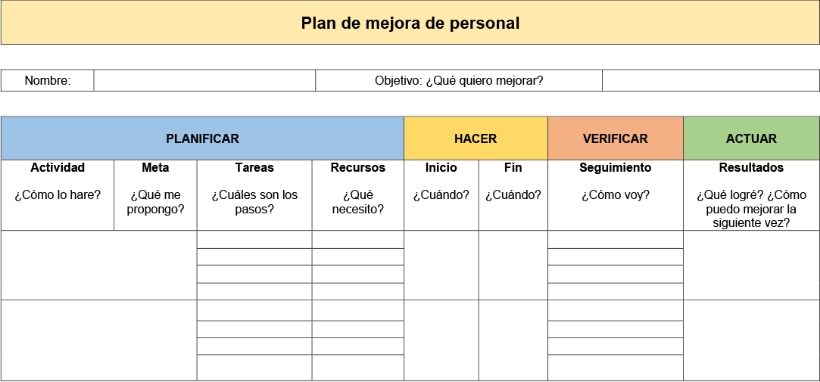 Plan de mejora de personal
Nombre: Objetivo: ¿Qué quiero mejorar?
PLANIFICAR HACER VERIFICAR ACTUAR
Actividad Meta Tareas Recursos Inicio Fin Seguimiento Resultados
¿Cómo lo hare? ¿Qué me propongo? ¿Cuáles son los pasos? ¿Qué necesito? ¿Cuándo? ¿Cuándo? ¿Cómo voy? ¿Qué logré? ¿Cómo puedo mejorar la siguiente vez?